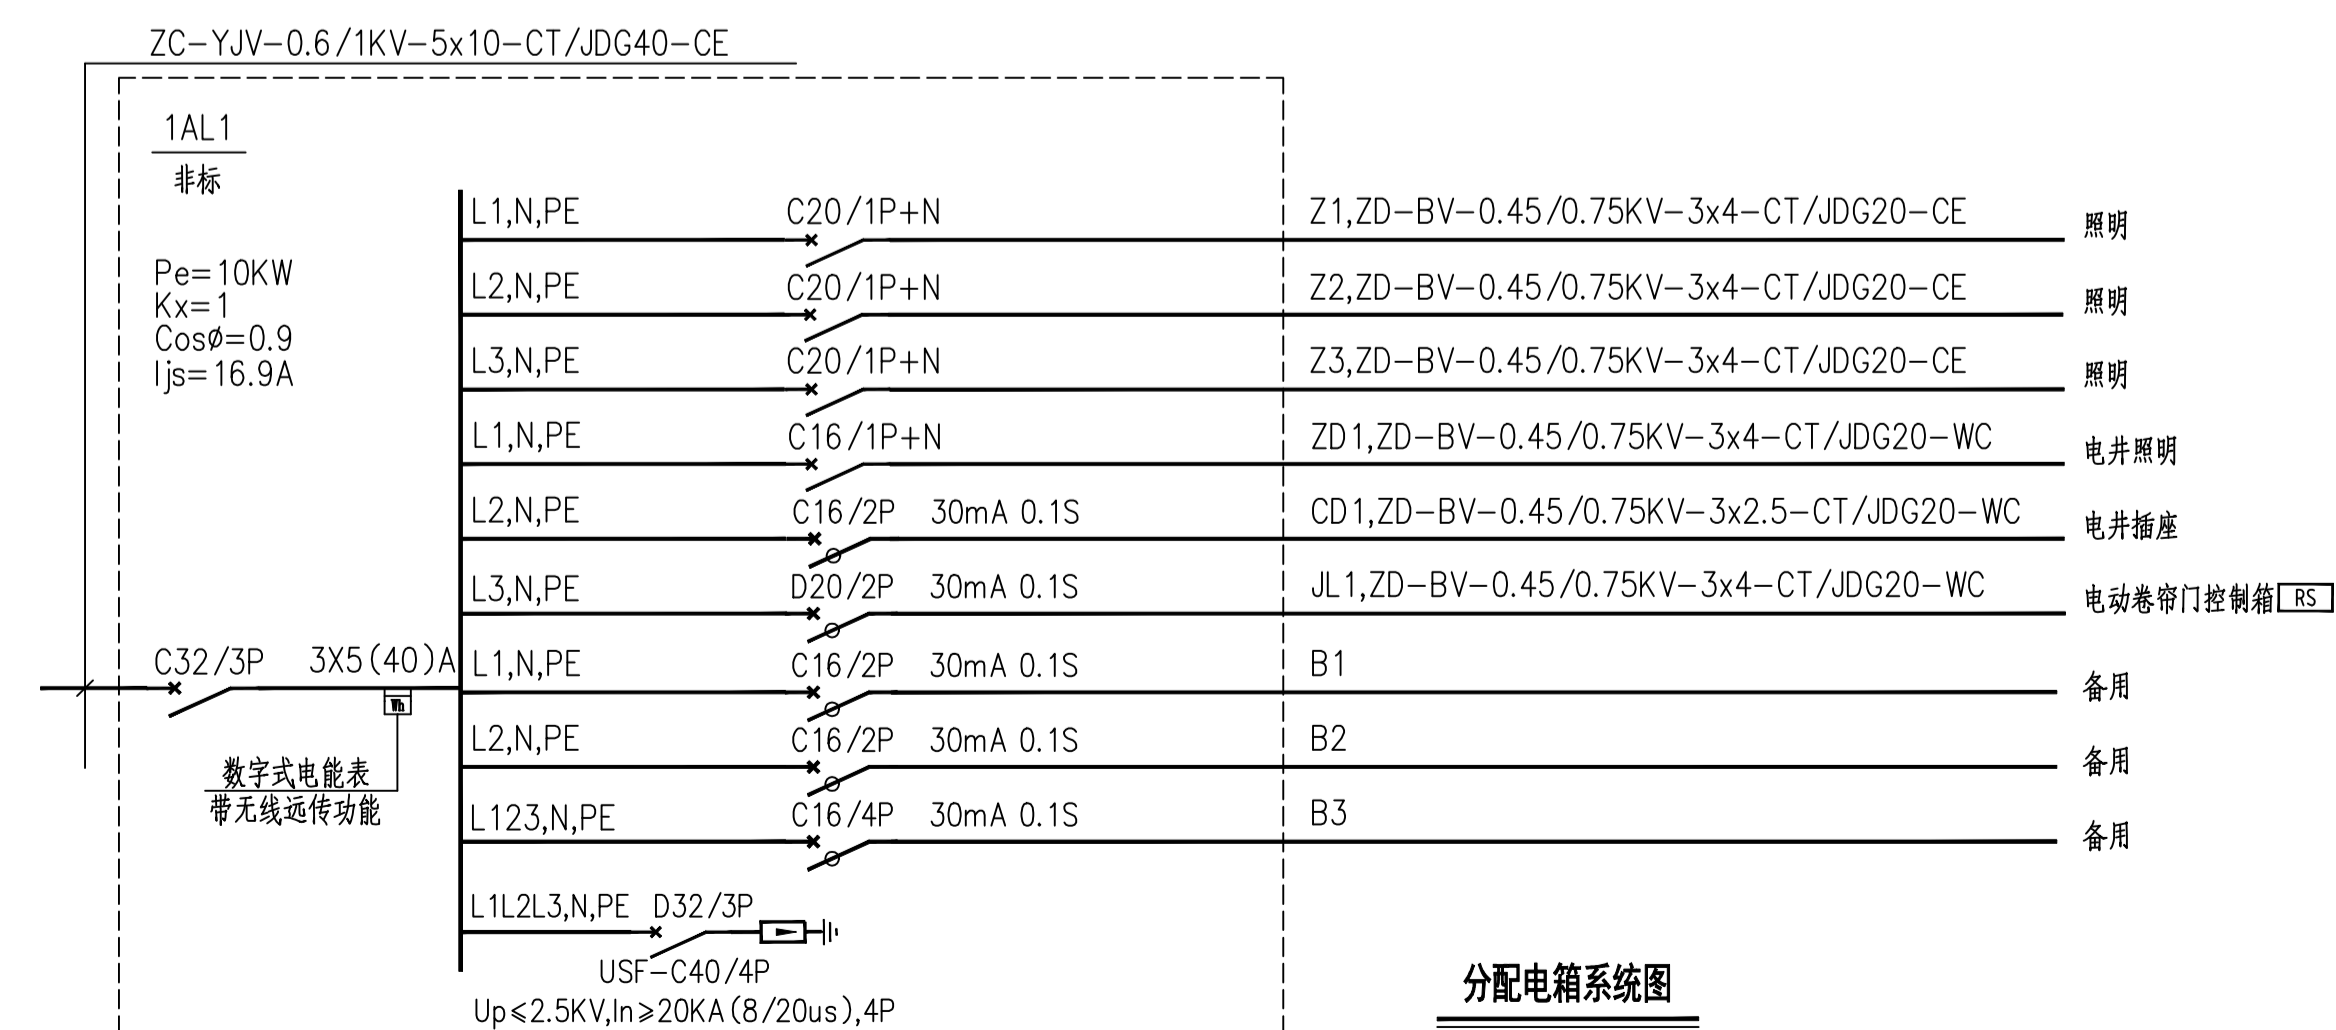 ZC-YJV-0.6/1KV-5x10-CT/JDG40-CE
1AL1
非标
Pe=10KW
Kx=1
Cosø=0.9
Ijs=16.9A
L1,N,PE C20/1P+N Z1,ZD-BV-0.45/0.75KV-3x4-CT/JDG20-CE 照明
L2,N,PE C20/1P+N Z2,ZD-BV-0.45/0.75KV-3x4-CT/JDG20-CE 照明
L3,N,PE C20/1P+N Z3,ZD-BV-0.45/0.75KV-3x4-CT/JDG20-CE 照明
L1,N,PE C16/1P+N ZD1,ZD-BV-0.45/0.75KV-3x4-CT/JDG20-WC 电井照明
L2,N,PE C16/2P 30mA 0.1S CD1,ZD-BV-0.45/0.75KV-3x2.5-CT/JDG20-WC 电井插座
L3,N,PE D20/2P 30mA 0.1S JL1,ZD-BV-0.45/0.75KV-3x4-CT/JDG20-WC 电动卷帘门控制箱 RS
C32/3P 3X5(40)A L1,N,PE C16/2P 30mA 0.1S B1 备用
Wh
L2,N,PE C16/2P 30mA 0.1S B2 备用
数字式电能表
带无线远传功能
L123,N,PE C16/4P 30mA 0.1S B3 备用
L1L2L3,N,PE D32/3P
USF-C40/4P
Up≤2.5KV,In≥20KA(8/20us),4P
分配电箱系统图